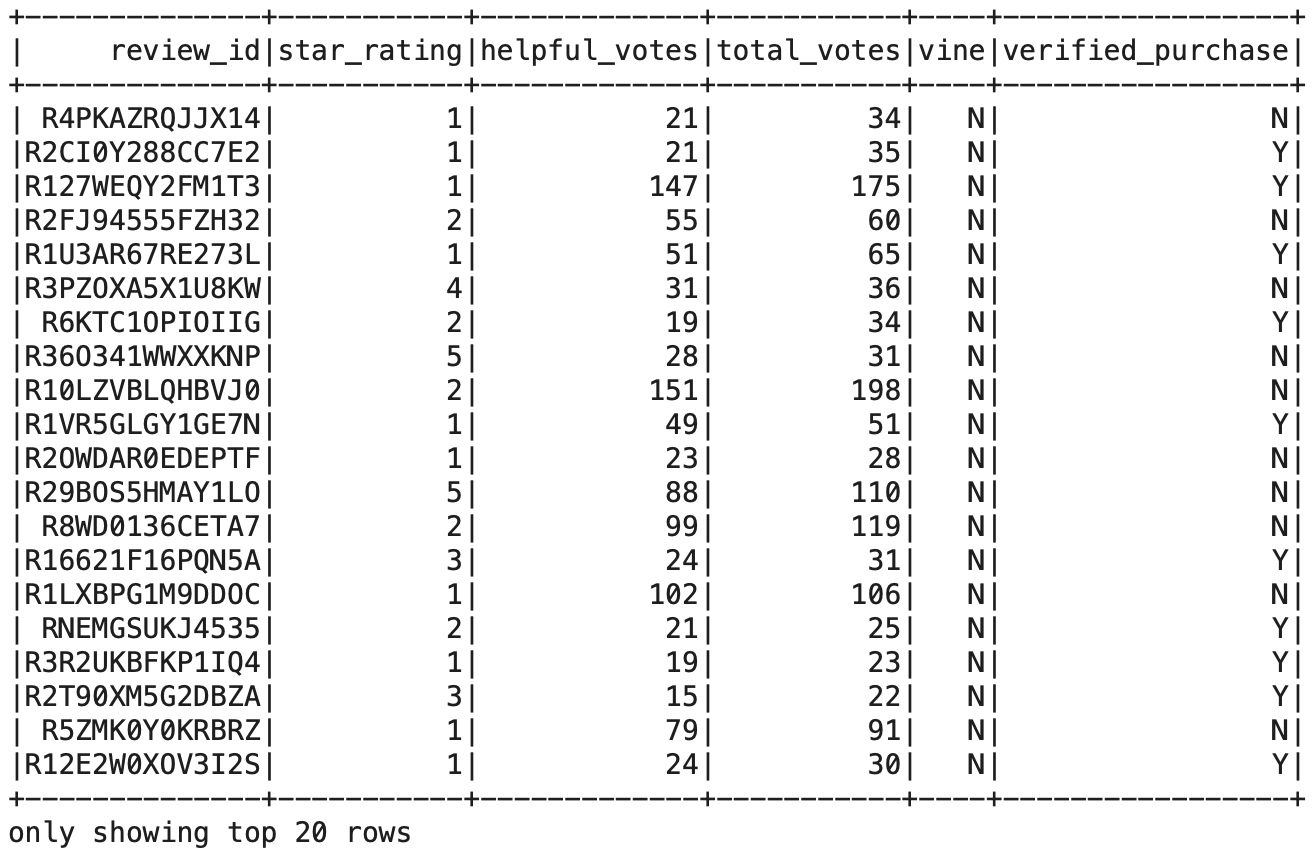 +--------------+-----------+-------------+-----------+----+-----------------+
|     review_id|star_rating|helpful_votes|total_votes|vine|verified_purchase|
+--------------+-----------+-------------+-----------+----+-----------------+
| R4PKAZRQJJX14|          1|           21|         34|   N|                N|
|R2CI0Y288CC7E2|          1|           21|         35|   N|                Y|
|R127WEQY2FM1T3|          1|          147|        175|   N|                Y|
|R2FJ94555FZH32|          2|           55|         60|   N|                N|
|R1U3AR67RE273L|          1|           51|         65|   N|                Y|
|R3PZOXA5X1U8KW|          4|           31|         36|   N|                N|
| R6KTC1OPIOIIG|          2|           19|         34|   N|                Y|
|R36O341WWXXKNP|          5|           28|         31|   N|                N|
|R10LZVBLQHBVJ0|          2|          151|        198|   N|                N|
|R1VR5GLGY1GE7N|          1|           49|         51|   N|                Y|
|R2OWDAR0EDEPTF|          1|           23|         28|   N|                N|
|R29BOS5HMAY1LO|          5|           88|        110|   N|                N|
| R8WD0136CETA7|          2|           99|        119|   N|                N|
|R16621F16PQN5A|          3|           24|         31|   N|                Y|
|R1LXBPG1M9DDOC|          1|          102|        106|   N|                N|
| RNEMGSUKJ4535|          2|           21|         25|   N|                Y|
|R3R2UKBFKP1IQ4|          1|           19|         23|   N|                Y|
|R2T90XM5G2DBZA|          3|           15|         22|   N|                Y|
| R5ZMK0Y0KRBRZ|          1|           79|         91|   N|                N|
|R12E2W0XOV3I2S|          1|           24|         30|   N|                Y|
+--------------+-----------+-------------+-----------+----+-----------------+
only showing top 20 rows